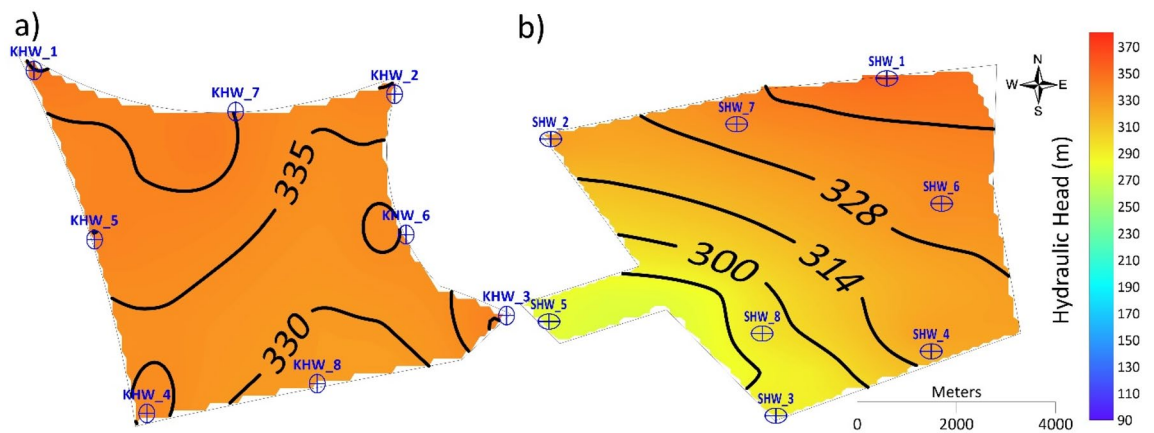 a)
KHW_1
KHW_2
KHW_7
335
KHW_5
KHW_6
KHW_3
330
KHW_8
KHW_4
b)
SHW_1
SHW_7
SHW_2
SHW_6
328
314
300
SHW_5
SHW_8
SHW_4
SHW_3
N
W E
S
Meters
0 2000 4000
Hydraulic Head (m)
370
350
330
310
290
270
250
230
210
190
170
150
130
110
90